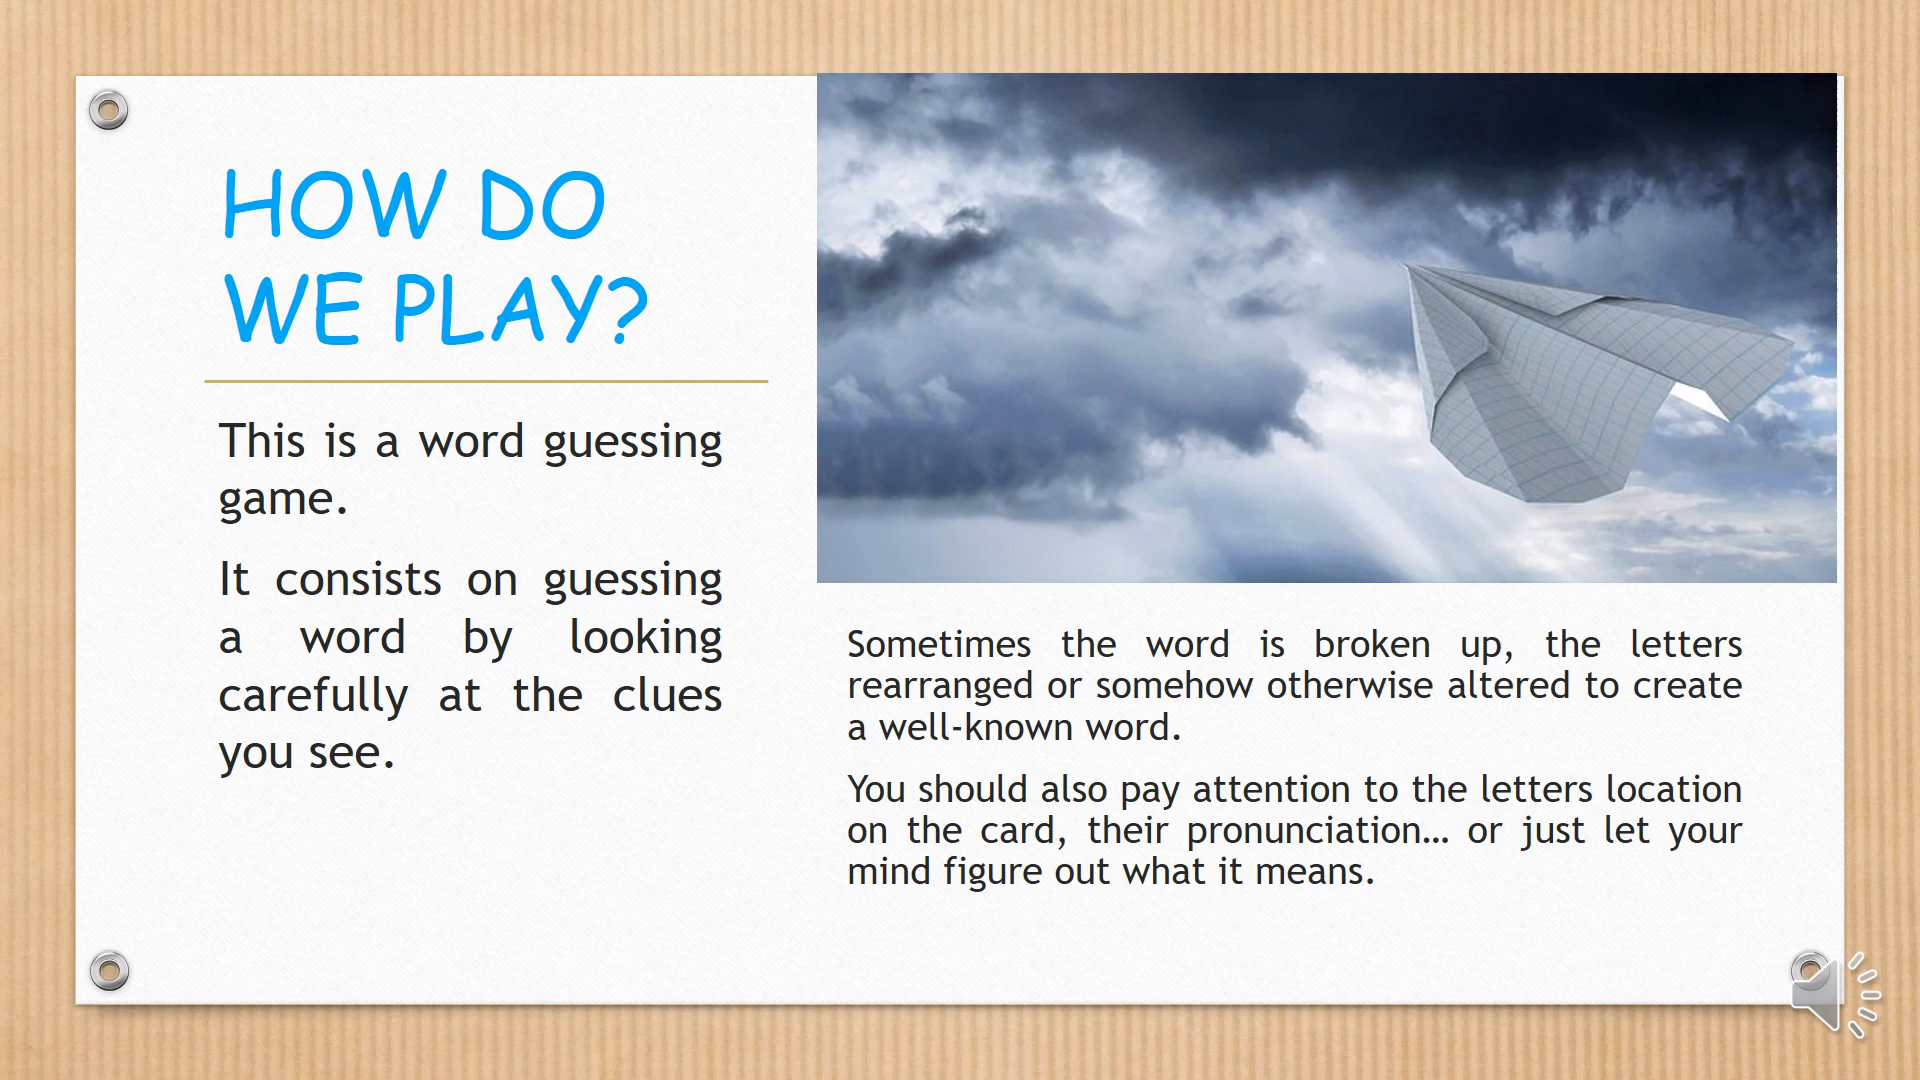 HOW DO
WE PLAY?
This is a word guessing
game.
It consists on guessing
a word by looking
carefully at the clues
you see.
Sometimes the word is broken up, the letters
rearranged or somehow otherwise altered to create
a well-known word.
You should also pay attention to the letters location
on the card, their pronunciation... or just let your
mind figure out what it means.